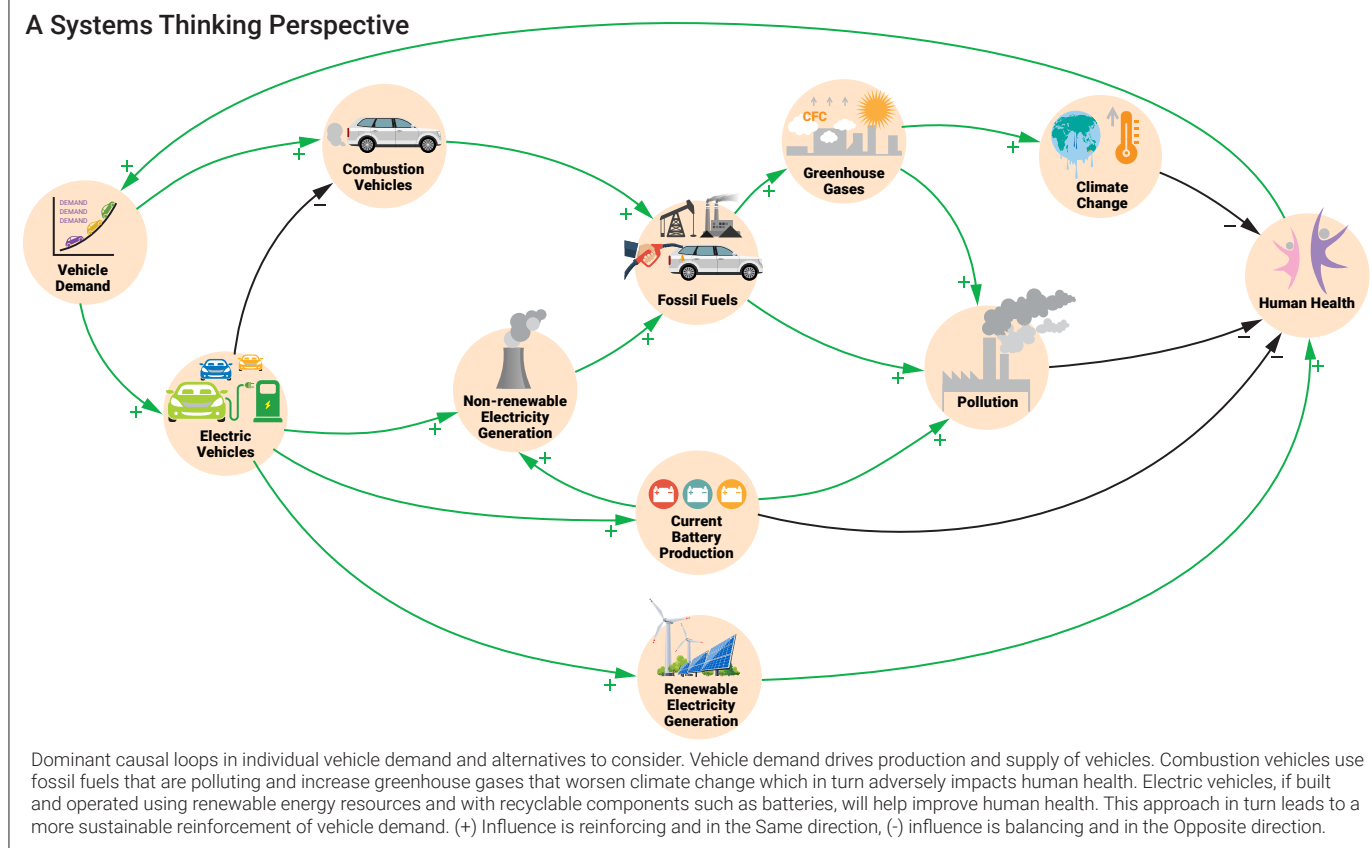 A Systems Thinking Perspective
CFC
+
+
Combustion
Vehicles
+
+
Greenhouse
Gases
+
Climate
Change
DEMAND
DEMAND
DEMAND
Vehicle
Demand
–
+
Fossil Fuels
+
–
Human Health
+
Electric
Vehicles
Non-renewable
Electricity
Generation
+
+
+
+
Pollution
–
–
+
+
+
Current
Battery
Production
+
+
Renewable
Electricity
Generation
Dominant causal loops in individual vehicle demand and alternatives to consider. Vehicle demand drives production and supply of vehicles. Combustion vehicles use
fossil fuels that are polluting and increase greenhouse gases that worsen climate change which in turn adversely impacts human health. Electric vehicles, if built
and operated using renewable energy resources and with recyclable components such as batteries, will help improve human health. This approach in turn leads to a
more sustainable reinforcement of vehicle demand. (+) Influence is reinforcing and in the Same direction, (-) influence is balancing and in the Opposite direction.